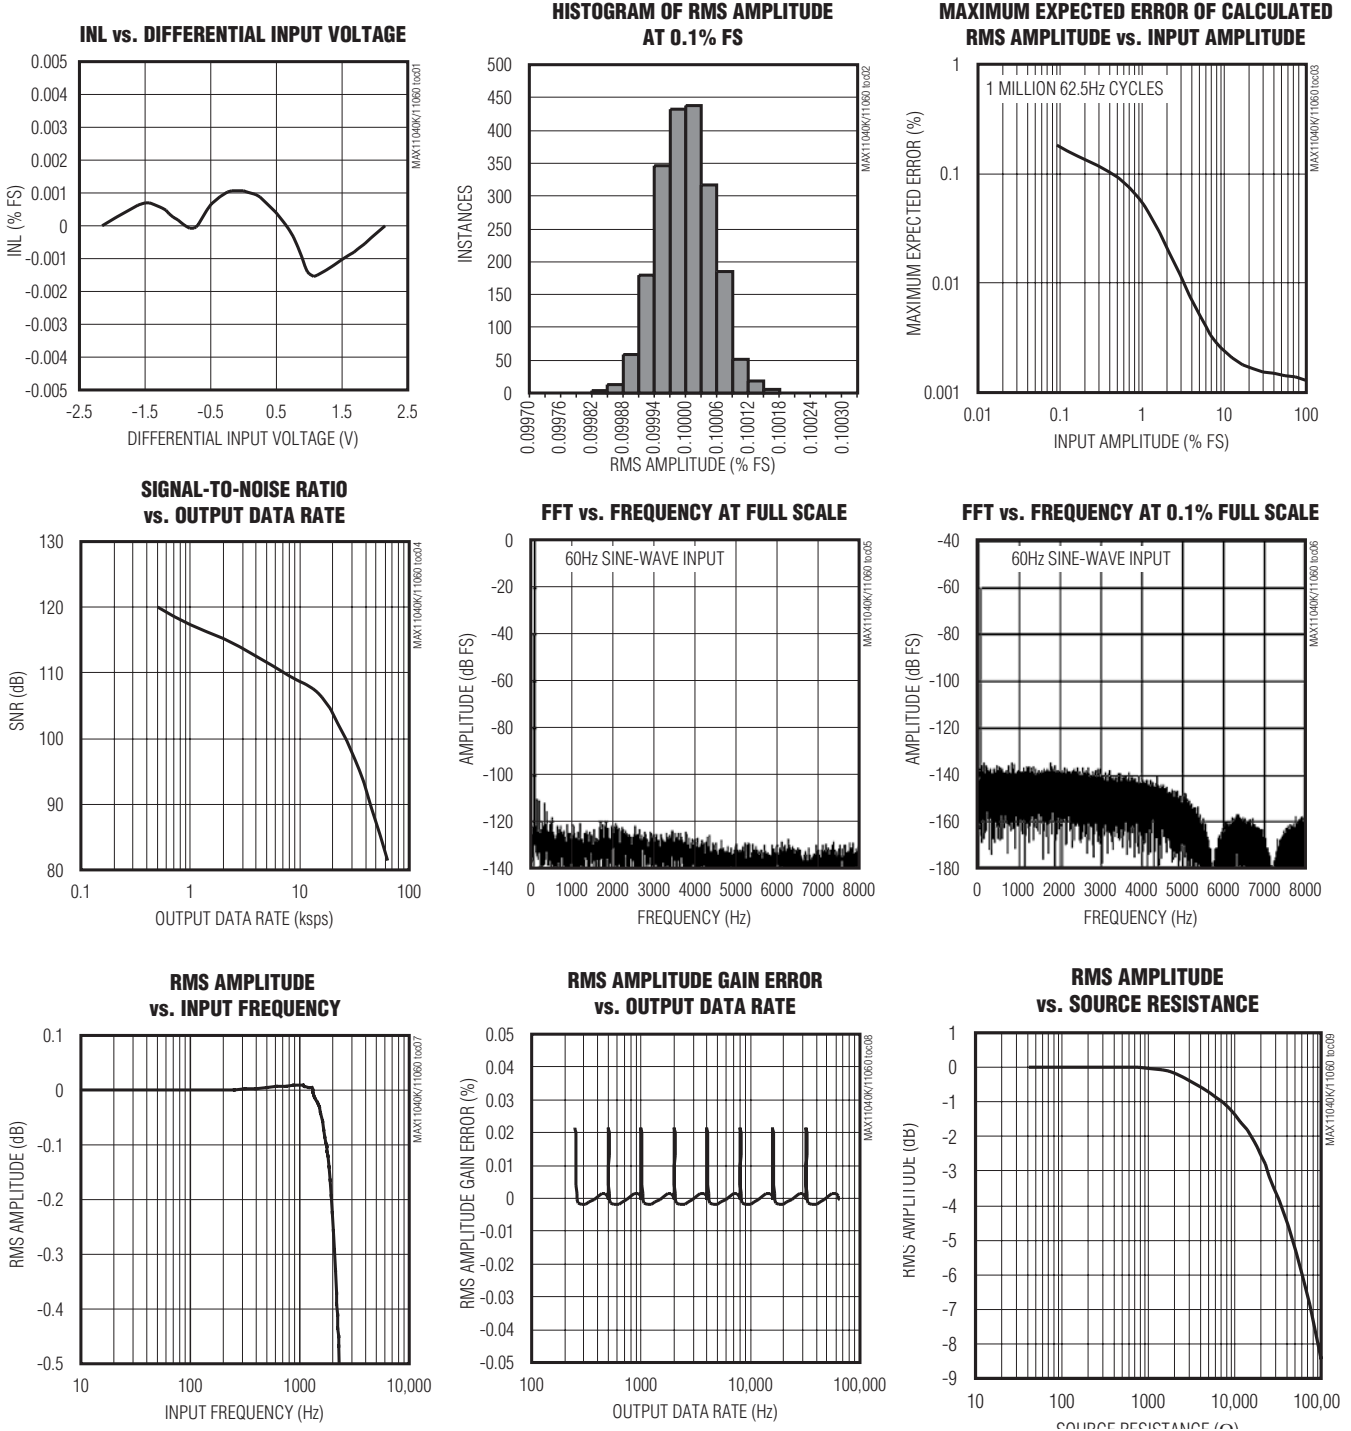 INL vs. DIFFERENTIAL INPUT VOLTAGE
0.005
0.004
0.003
0.002
0.001
0
-0.001
-0.002
-0.003
-0.004
-0.005
INL (% FS)
-2.5 -1.5 -0.5 0.5 1.5 2.5
DIFFERENTIAL INPUT VOLTAGE (V)
MAX11040K/11060 toc01
HISTOGRAM OF RMS AMPLITUDE
AT 0.1% FS
500
450
400
350
300
250
200
150
100
50
0
INSTANCES
0.09970 0.09976 0.09982 0.09988 0.09994 0.10000 0.10006 0.10012 0.10018 0.10024 0.10030
RMS AMPLITUDE (% FS)
MAX11040K/11060 toc02
MAXIMUM EXPECTED ERROR OF CALCULATED
RMS AMPLITUDE vs. INPUT AMPLITUDE
1 MILLION 62.5Hz CYCLES
1
0.1
0.01
0.001
MAXIMUM EXPECTED ERROR (%)
0.01 0.1 1 10 100
INPUT AMPLITUDE (% FS)
MAX11040K/11060 toc03
SIGNAL-TO-NOISE RATIO
vs. OUTPUT DATA RATE
130
120
110
100
90
80
SNR (dB)
0.1 1 10 100
OUTPUT DATA RATE (ksps)
MAX11040K/11060 toc04
FFT vs. FREQUENCY AT FULL SCALE
60Hz SINE-WAVE INPUT
0
-20
-40
-60
-80
-100
-120
-140
AMPLITUDE (dB FS)
0 1000 2000 3000 4000 5000 6000 7000 8000
FREQUENCY (Hz)
MAX11040K/11060 toc05
FFT vs. FREQUENCY AT 0.1% FULL SCALE
60Hz SINE-WAVE INPUT
-40
-60
-80
-100
-120
-140
-160
-180
AMPLITUDE (dB FS)
0 1000 2000 3000 4000 5000 6000 7000 8000
FREQUENCY (Hz)
MAX11040K/11060 toc06
RMS AMPLITUDE
vs. INPUT FREQUENCY
0.1
0
-0.1
-0.2
-0.3
-0.4
-0.5
RMS AMPLITUDE (dB)
10 100 1000 10,000
INPUT FREQUENCY (Hz)
MAX11040K/11060 toc07
RMS AMPLITUDE GAIN ERROR
vs. OUTPUT DATA RATE
0.05
0.04
0.03
0.02
0.01
0
-0.01
-0.02
-0.03
-0.04
-0.05
RMS AMPLITUDE GAIN ERROR (%)
100 1000 10,000 100,000
OUTPUT DATA RATE (Hz)
MAX11040K/11060 toc08
RMS AMPLITUDE
vs. SOURCE RESISTANCE
1
0
-1
-2
-3
-4
-5
-6
-7
-8
-9
RMS AMPLITUDE (dB)
10 100 1000 10,000 100,00
SOURCE RESISTANCE (Ω)
MAX11040K/11060 toc09